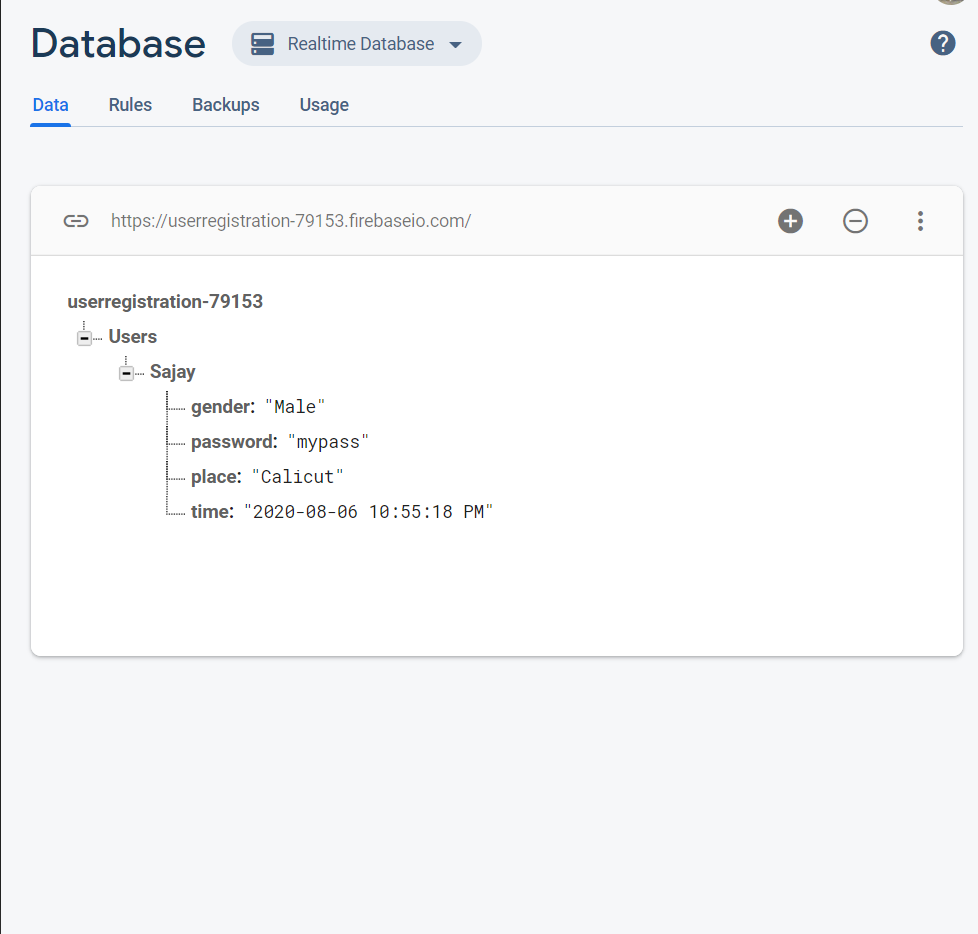 Database
Realtime Database
?
Data Rules Backups Usage
https://userregistration-79153.firebaseio.com/
userregistration-79153
Users
Sajay
gender: "Male"
password: "mypass"
place: "Calicut"
time: "2020-08-06 10:55:18 PM"